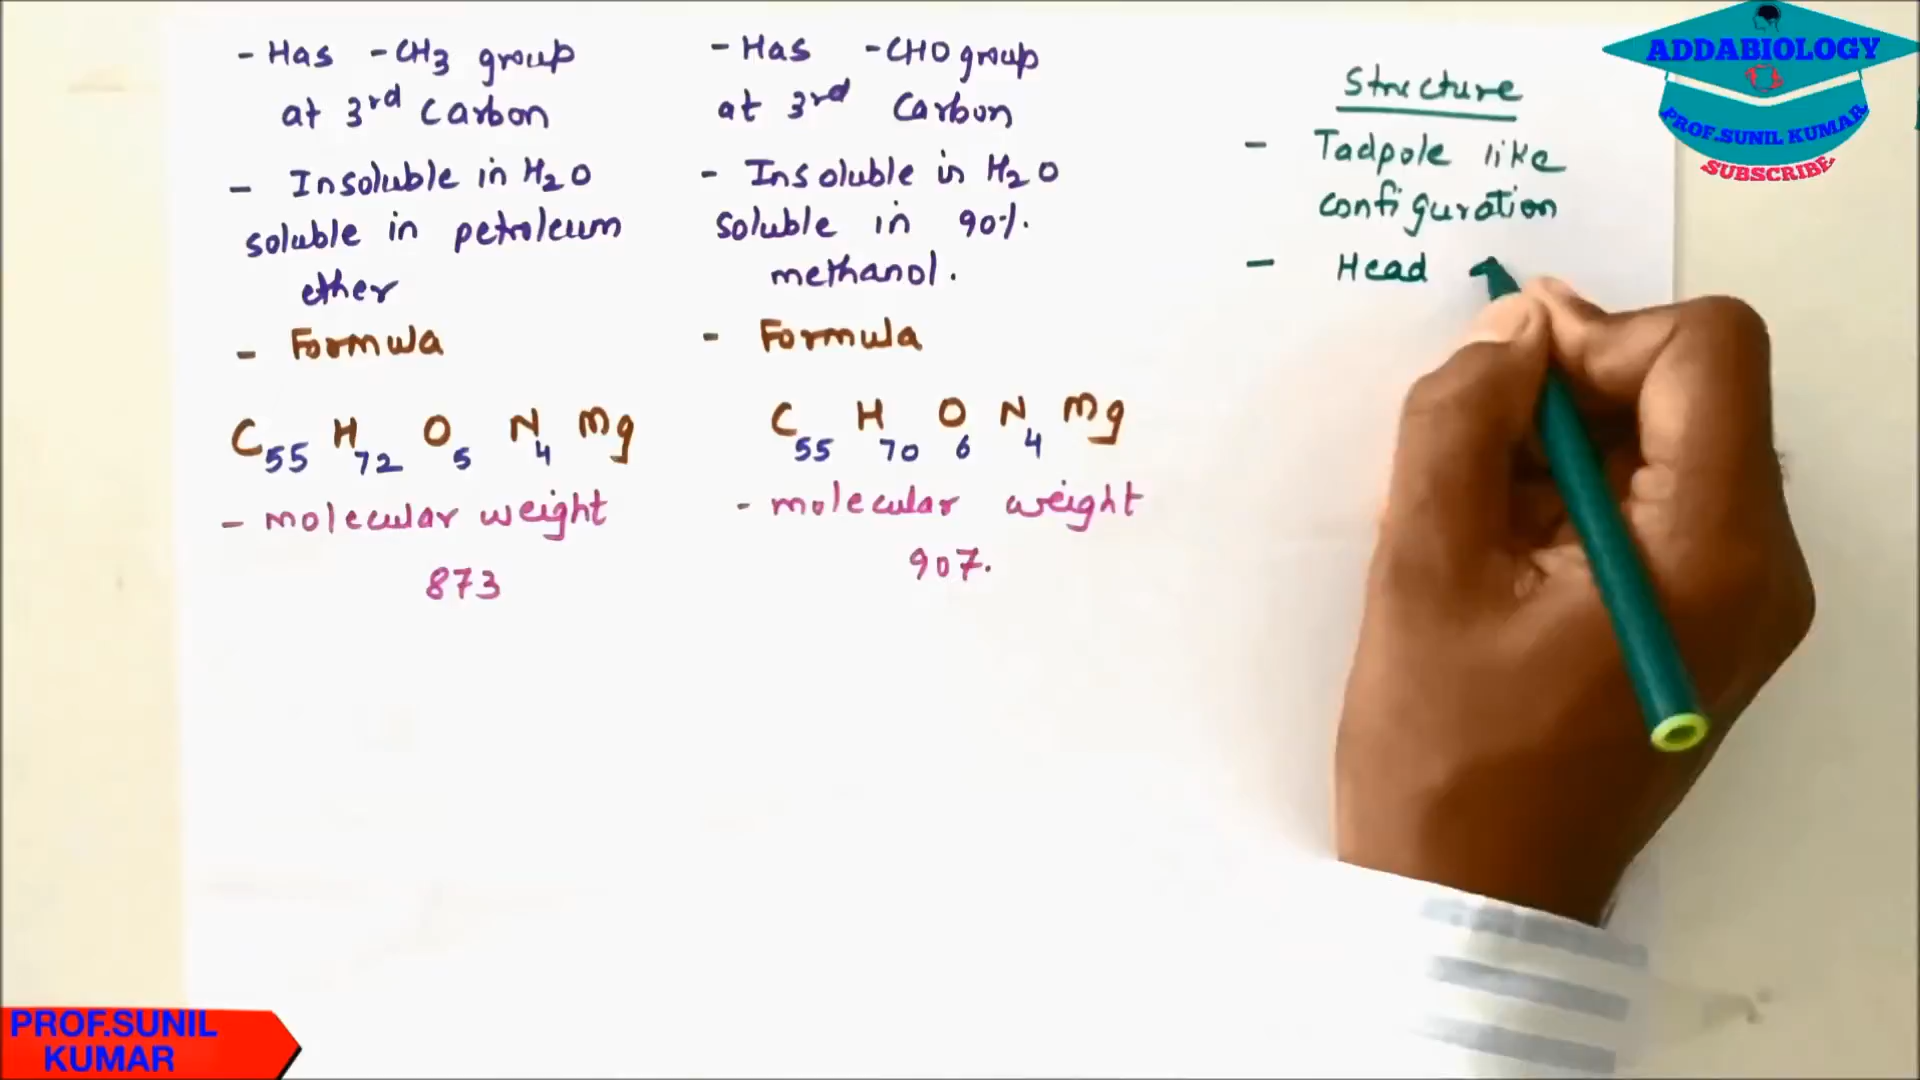 - Has -CH3 group
at 3rd Carbon
- Insoluble in H2O
soluble in petroleum
ether
- Formula
C55 H72 O5 N4 Mg
- molecular weight
873
- Has -CHO group
at 3rd Carbon
- Insoluble in H2O
soluble in 90%.
methanol.
- Formula
C55 H70 O6 N4 Mg
- molecular weight
907.
Structure
- Tadpole like
configuration
- Head
ADDABIOLOGY
PROF.SUNIL KUMAR
SUBSCRIBE
PROF.SUNIL
KUMAR